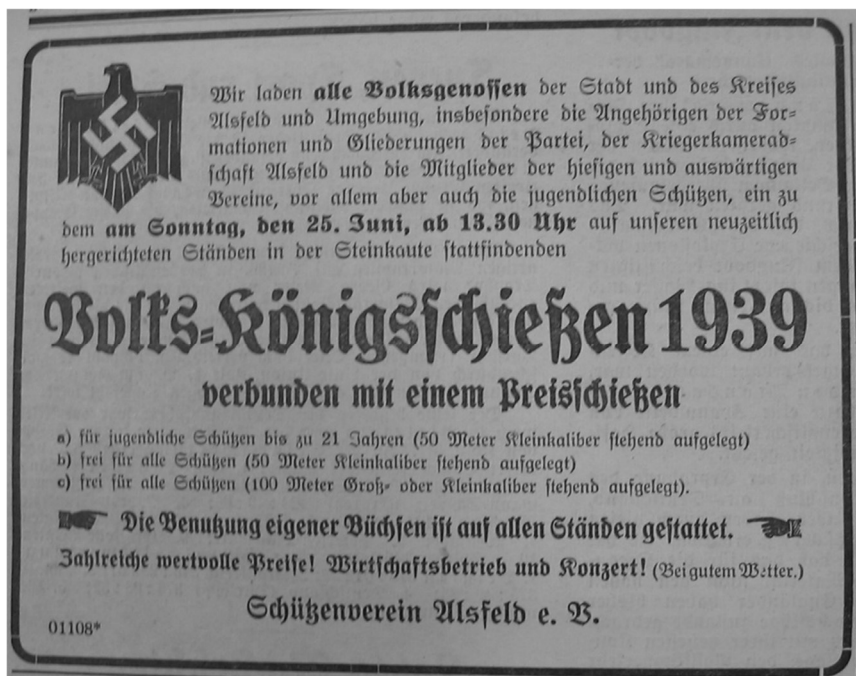 Wir laden alle Volksgenossen der Stadt und des Kreises
Alsfeld und Umgebung, insbesondere die Angehörigen der For-
mationen und Gliederungen der Partei, der Kriegerkamerad-
schaft Alsfeld und die Mitglieder der hiesigen und auswärtigen
Vereine, vor allem aber auch die jugendlichen Schützen, ein zu
dem am Sonntag, den 25. Juni, ab 13.30 Uhr auf unseren neuzeitlich
hergerichteten Ständen in der Steinkaute stattfindenden
Volks-Königsschießen 1939
verbunden mit einem Preisschießen
a) für jugendliche Schützen bis zu 21 Jahren (50 Meter Kleinkaliber stehend aufgelegt)
b) frei für alle Schützen (50 Meter Kleinkaliber stehend aufgelegt)
c) frei für alle Schützen (100 Meter Groß- oder Kleinkaliber stehend aufgelegt).
Die Benutzung eigener Büchsen ist auf allen Ständen gestattet.
Zahlreiche wertvolle Preise! Wirtschaftsbetrieb und Konzert! (Bei gutem Wetter.)
Schützenverein Alsfeld e. V.
01108*